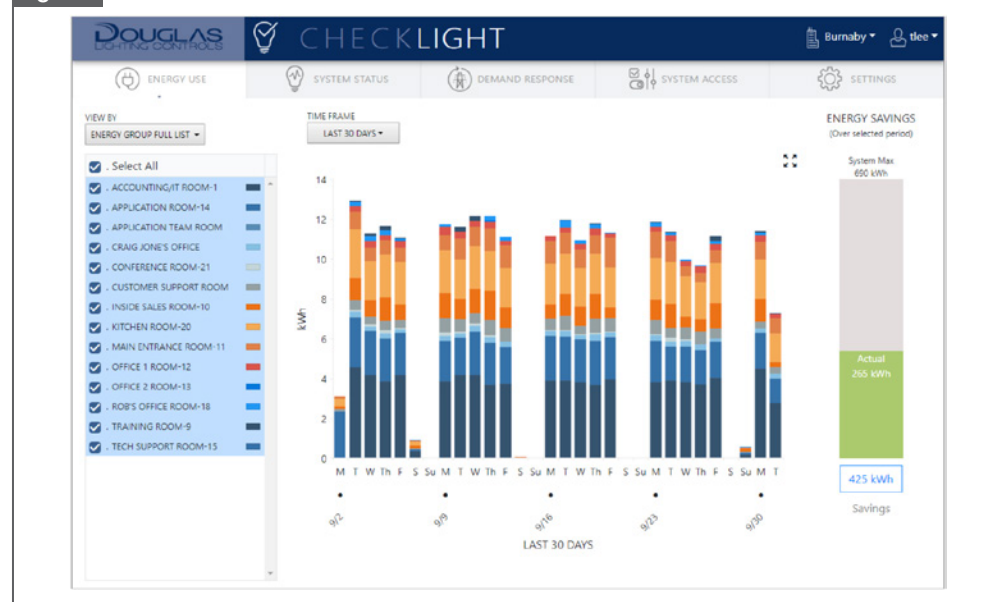 DOUGLAS
LIGHTING CONTROLS
CHECKLIGHT
Burnaby
tlee
ENERGY USE
SYSTEM STATUS
DEMAND RESPONSE
SYSTEM ACCESS
SETTINGS
VIEW BY
ENERGY GROUP FULL LIST
TIME FRAME
LAST 30 DAYS
. Select All
. ACCOUNTING/IT ROOM-1
. APPLICATION ROOM-14
. APPLICATION TEAM ROOM
. CRAIG JONE'S OFFICE
. CONFERENCE ROOM-21
. CUSTOMER SUPPORT ROOM
. INSIDE SALES ROOM-10
. KITCHEN ROOM-20
. MAIN ENTRANCE ROOM-11
. OFFICE 1 ROOM-12
. OFFICE 2 ROOM-13
. ROB'S OFFICE ROOM-18
. TRAINING ROOM-9
. TECH SUPPORT ROOM-15
kWh
14
12
10
8
6
4
2
0
M T W Th F S Su M T W Th F S Su M T W Th F S Su M T W Th F S Su M T
9/2 9/9 9/16 9/23 9/30
LAST 30 DAYS
ENERGY SAVINGS
(Over selected period)
System Max
690 kWh
Actual
265 kWh
425 kWh
Savings